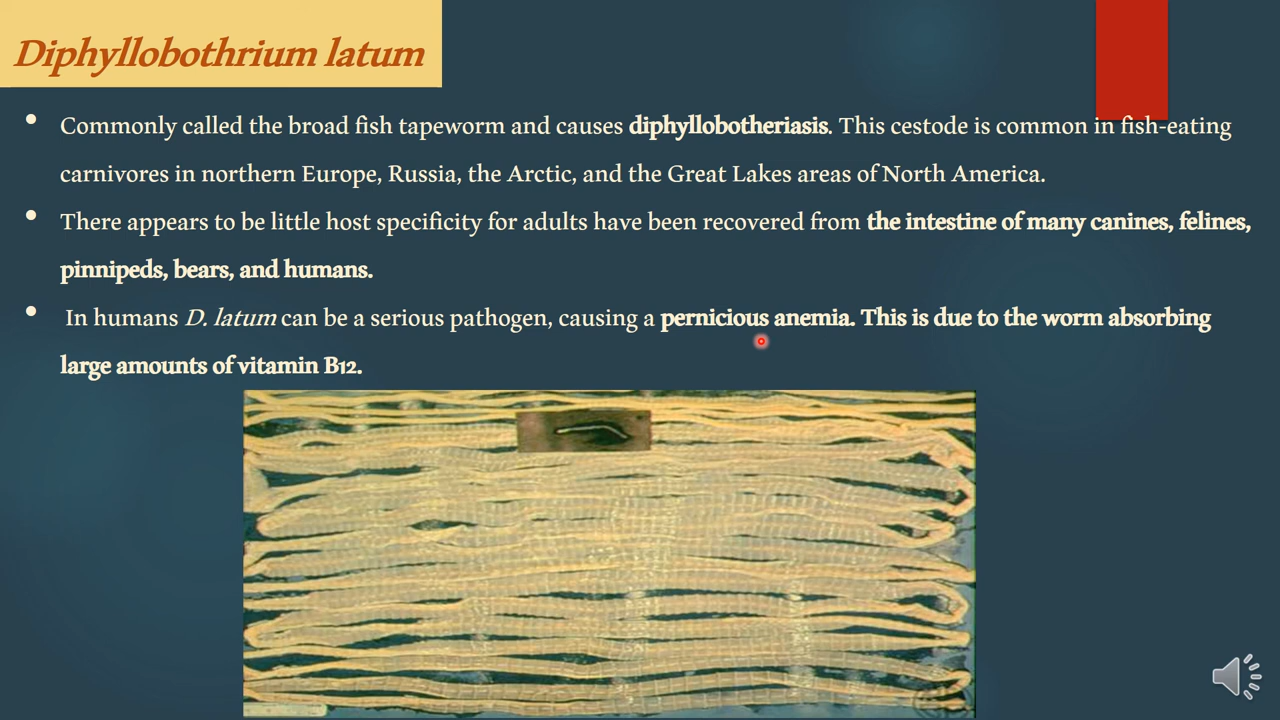 Diphyllobothrium latum
• Commonly called the broad fish tapeworm and causes diphyllobotheriasis. This cestode is common in fish-eating
carnivores in northern Europe, Russia, the Arctic, and the Great Lakes areas of North America.
• There appears to be little host specificity for adults have been recovered from the intestine of many canines, felines,
pinnipeds, bears, and humans.
• In humans D. latum can be a serious pathogen, causing a pernicious anemia. This is due to the worm absorbing
large amounts of vitamin B12.